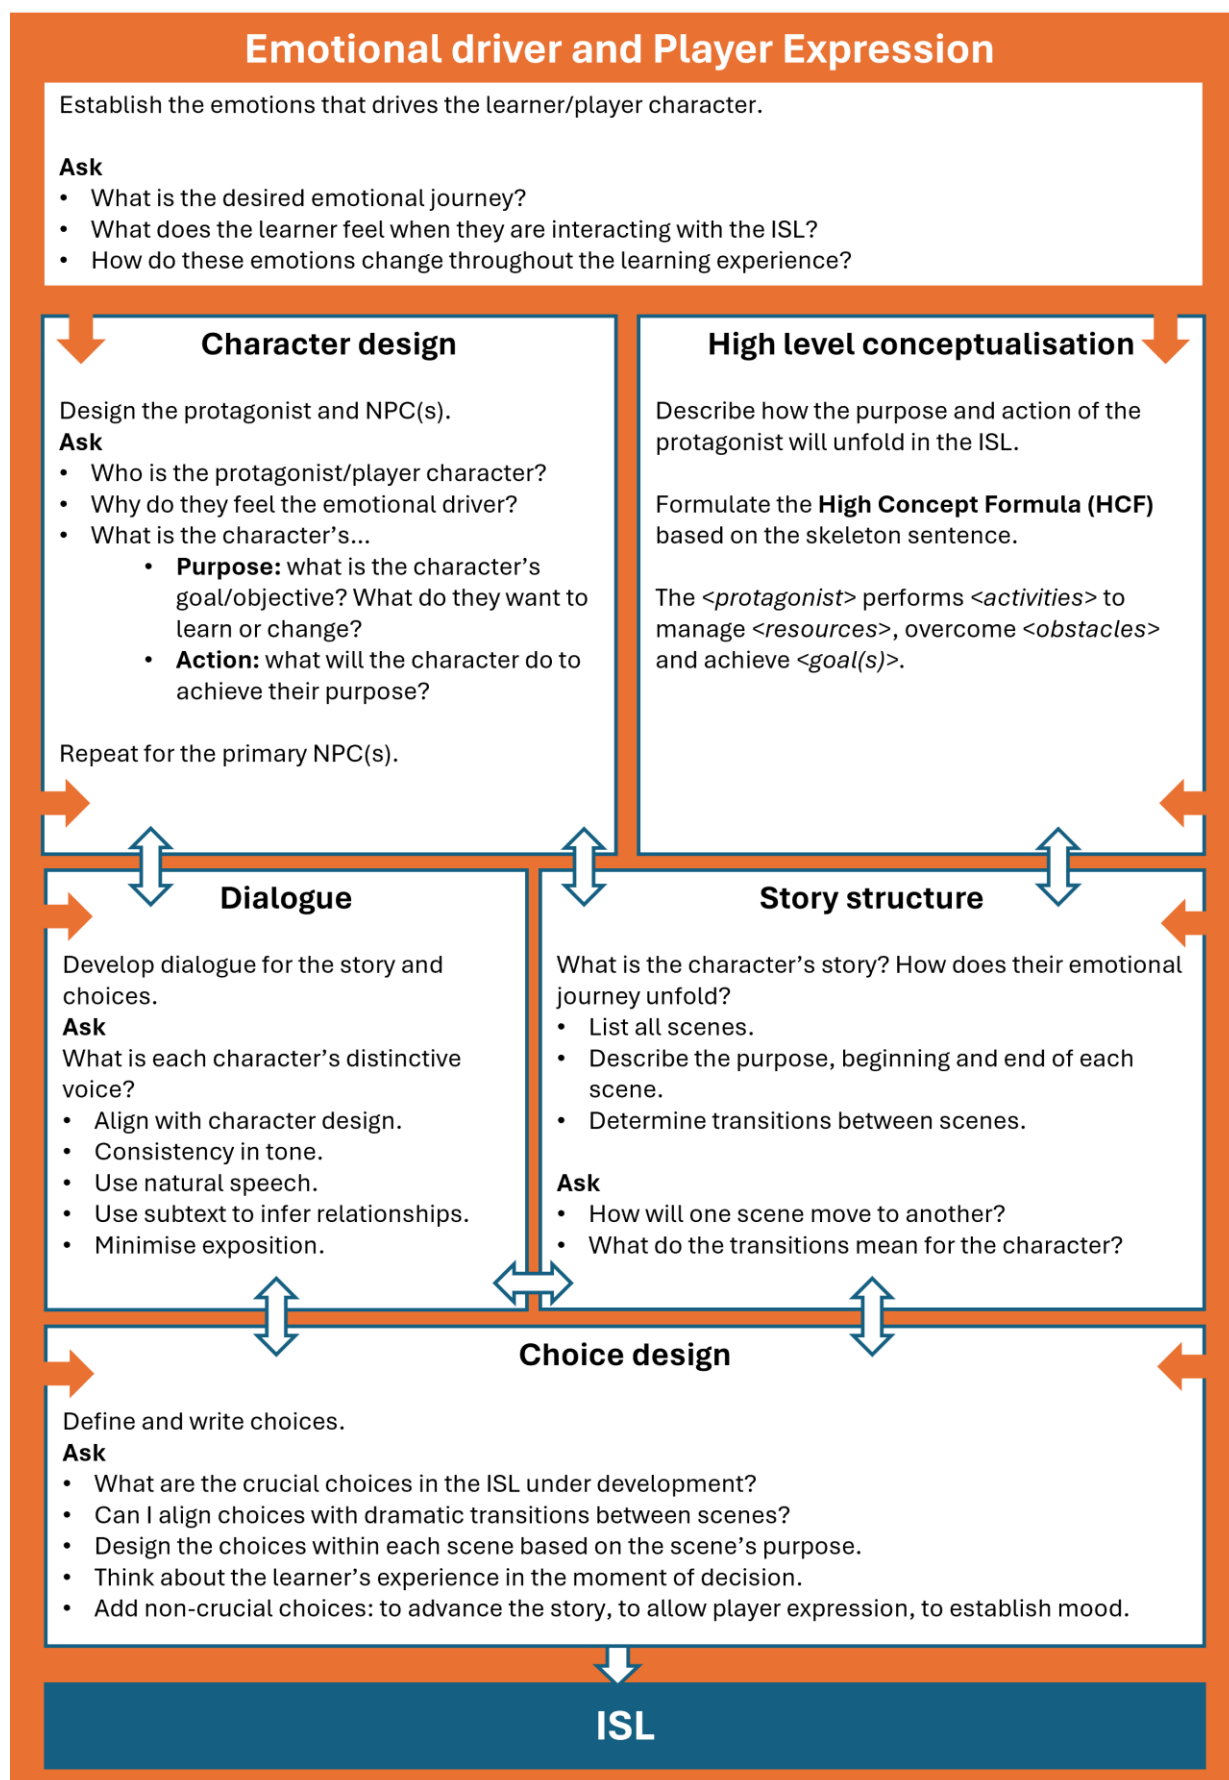 Emotional driver and Player Expression
Establish the emotions that drives the learner/player character.
Ask
• What is the desired emotional journey?
• What does the learner feel when they are interacting with the ISL?
• How do these emotions change throughout the learning experience?
Character design
Design the protagonist and NPC(s).
Ask
• Who is the protagonist/player character?
• Why do they feel the emotional driver?
• What is the character's...
• Purpose: what is the character's
goal/objective? What do they want to
learn or change?
• Action: what will the character do to
achieve their purpose?
Repeat for the primary NPC(s).
High level conceptualisation
Describe how the purpose and action of the
protagonist will unfold in the ISL.
Formulate the High Concept Formula (HCF)
based on the skeleton sentence.
The <protagonist> performs <activities> to
manage <resources>, overcome <obstacles>
and achieve <goal(s)>.
Dialogue
Develop dialogue for the story and
choices.
Ask
What is each character's distinctive
voice?
• Align with character design.
• Consistency in tone.
• Use natural speech.
• Use subtext to infer relationships.
• Minimise exposition.
Story structure
What is the character's story? How does their emotional
journey unfold?
• List all scenes.
• Describe the purpose, beginning and end of each
scene.
• Determine transitions between scenes.
Ask
• How will one scene move to another?
• What do the transitions mean for the character?
Choice design
Define and write choices.
Ask
• What are the crucial choices in the ISL under development?
• Can I align choices with dramatic transitions between scenes?
• Design the choices within each scene based on the scene's purpose.
• Think about the learner's experience in the moment of decision.
• Add non-crucial choices: to advance the story, to allow player expression, to establish mood.
ISL